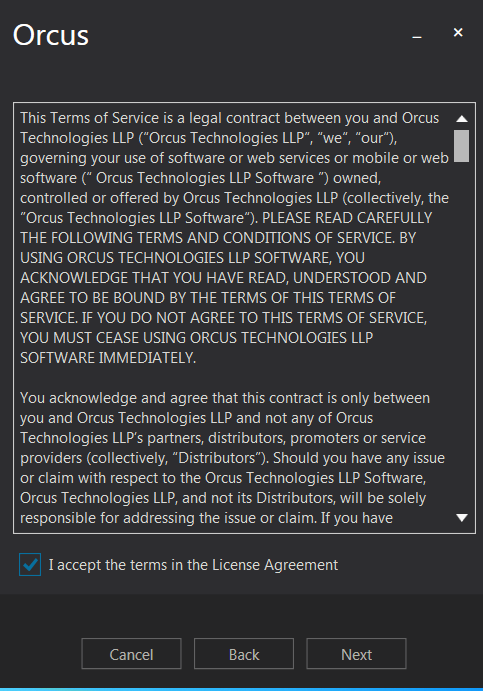 Orcus
This Terms of Service is a legal contract between you and Orcus
Technologies LLP (“Orcus Technologies LLP”, “we”, “our”),
governing your use of software or web services or mobile or web
software (“ Orcus Technologies LLP Software ”) owned,
controlled or offered by Orcus Technologies LLP (collectively, the
“Orcus Technologies LLP Software”). PLEASE READ CAREFULLY
THE FOLLOWING TERMS AND CONDITIONS OF SERVICE. BY
USING ORCUS TECHNOLOGIES LLP SOFTWARE, YOU
ACKNOWLEDGE THAT YOU HAVE READ, UNDERSTOOD AND
AGREE TO BE BOUND BY THE TERMS OF THIS TERMS OF
SERVICE. IF YOU DO NOT AGREE TO THIS TERMS OF SERVICE,
YOU MUST CEASE USING ORCUS TECHNOLOGIES LLP
SOFTWARE IMMEDIATELY.
You acknowledge and agree that this contract is only between
you and Orcus Technologies LLP and not any of Orcus
Technologies LLP’s partners, distributors, promoters or service
providers (collectively, “Distributors”). Should you have any issue
or claim with respect to the Orcus Technologies LLP Software,
Orcus Technologies LLP, and not its Distributors, will be solely
responsible for addressing the issue or claim. If you have
I accept the terms in the License Agreement
Cancel
Back
Next